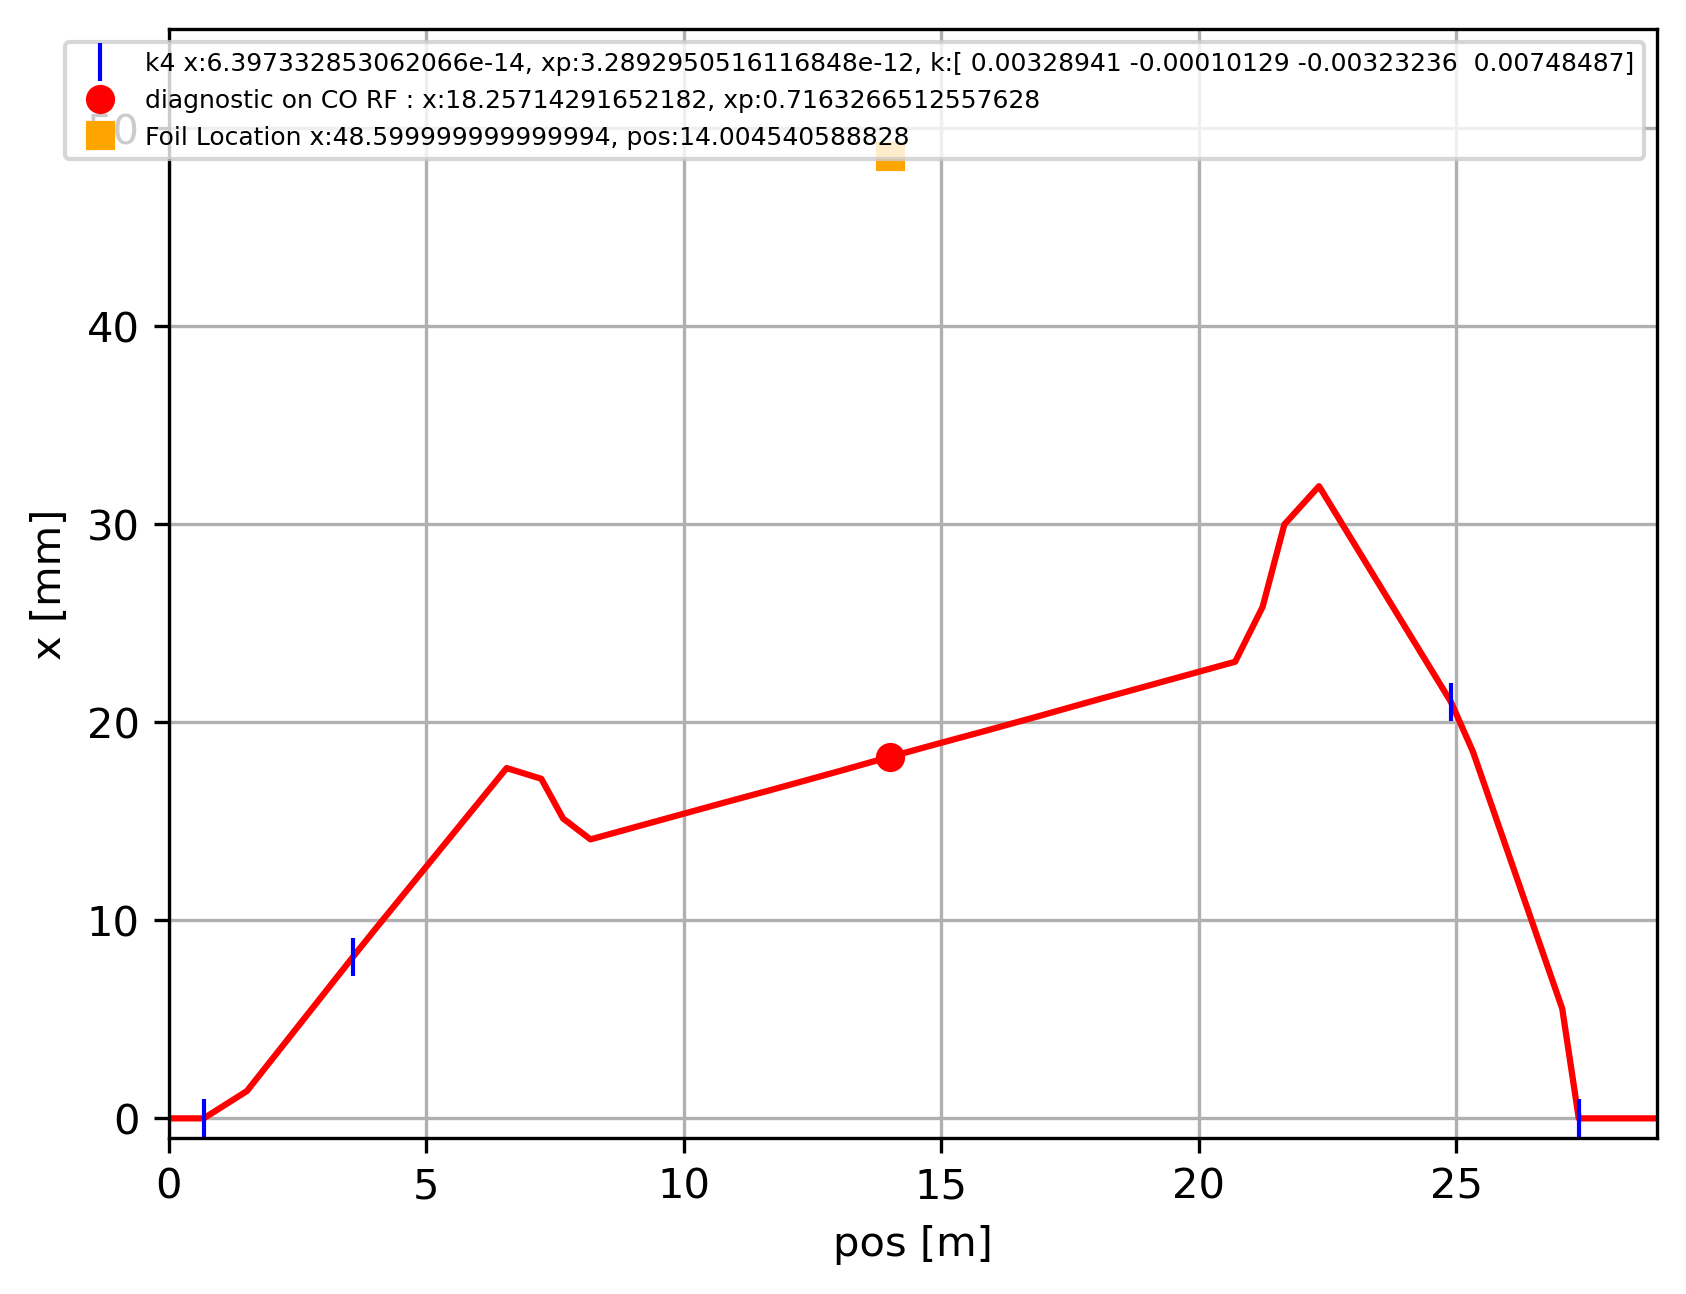 k4 x:6.397332853062066e-14, xp:3.2892950516116848e-12, k:[ 0.00328941 -0.00010129 -0.00323236  0.00748487]
diagnostic on CO RF : x:18.25714291652182, xp:0.7163266512557628
Foil Location x:48.599999999999994, pos:14.004540588828
50
40
30
20
10
0
x [mm]
0 5 10 15 20 25
pos [m]